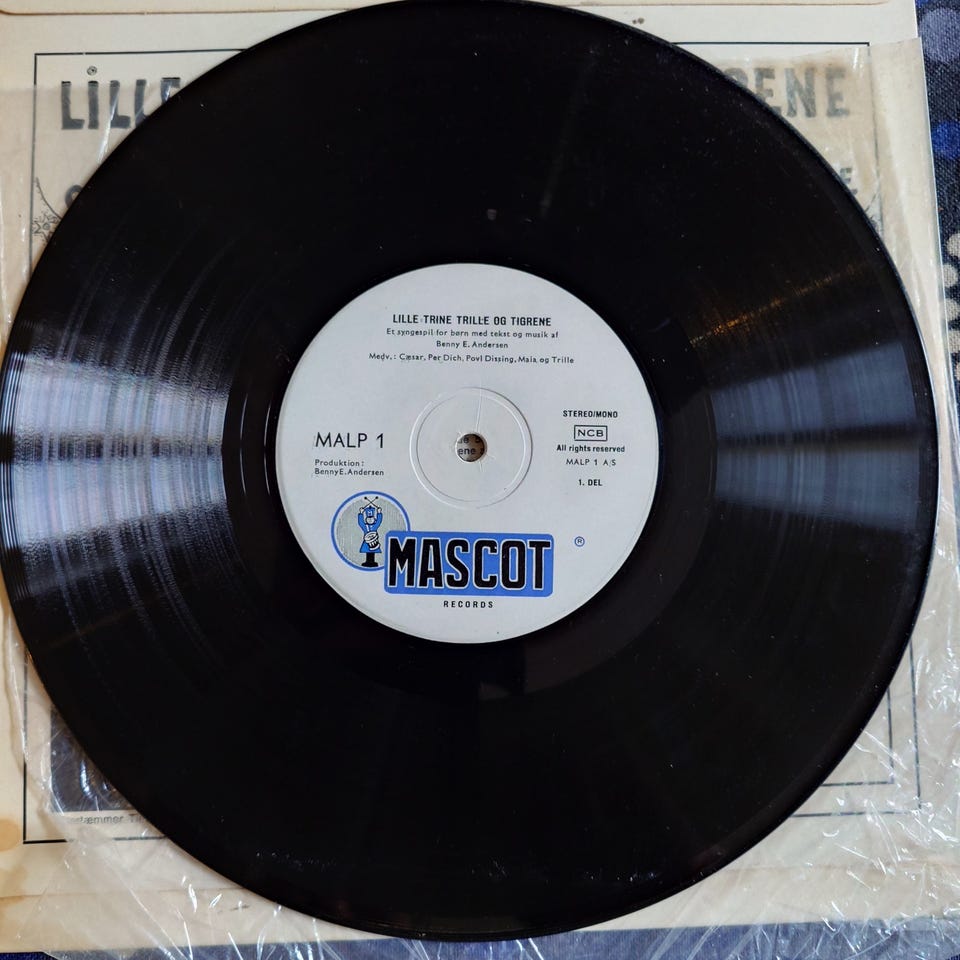 LILLE
RENE
LILLE TRINE TRILLE OG TIGRENE
Et syngespil for børn med tekst og musik af
Benny E. Andersen
Medv.: Cæsar, Per Dich, Povl Dissing, Maia og Trille
STEREO/MONO
NCB
All rights reserved
MALP 1 A/S
1. DEL
MALP 1
Produktion:
BennyE.Andersen
MASCOT
®
RECORDS